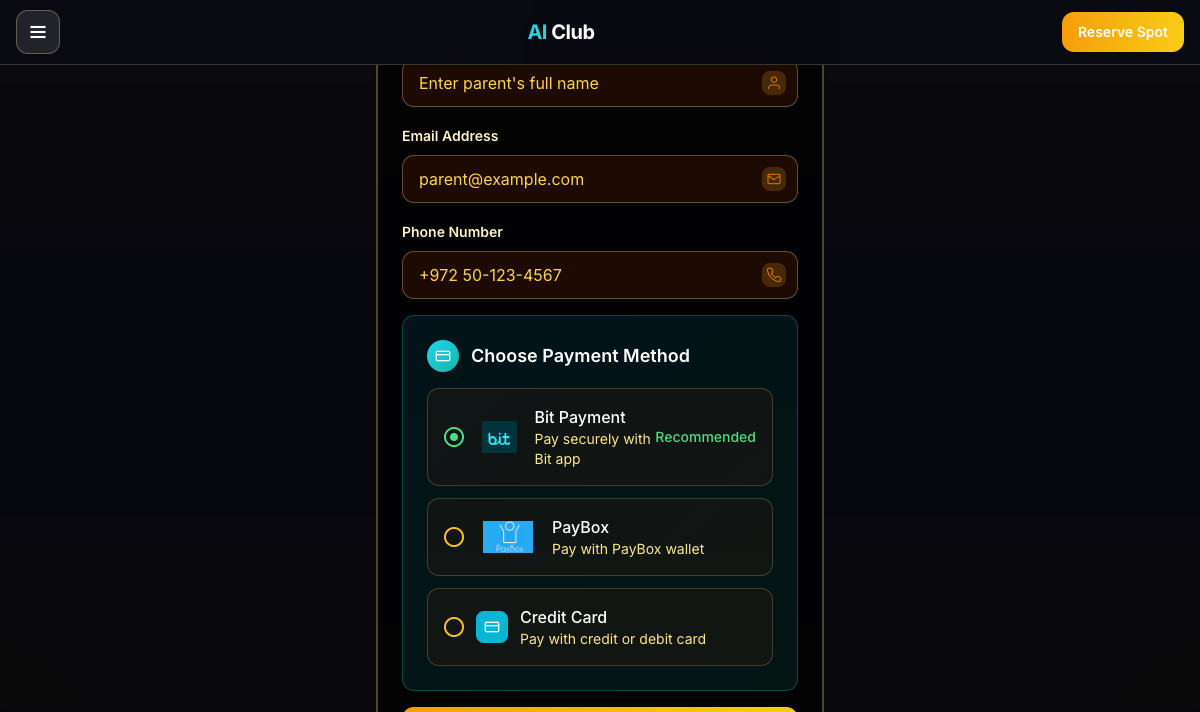 AI Club
Reserve Spot
Enter parent's full name
Email Address
parent@example.com
Phone Number
+972 50-123-4567
Choose Payment Method
bit
Bit Payment
Pay securely with
Bit app
Recommended
PayBox
PayBox
Pay with PayBox wallet
Credit Card
Pay with credit or debit card